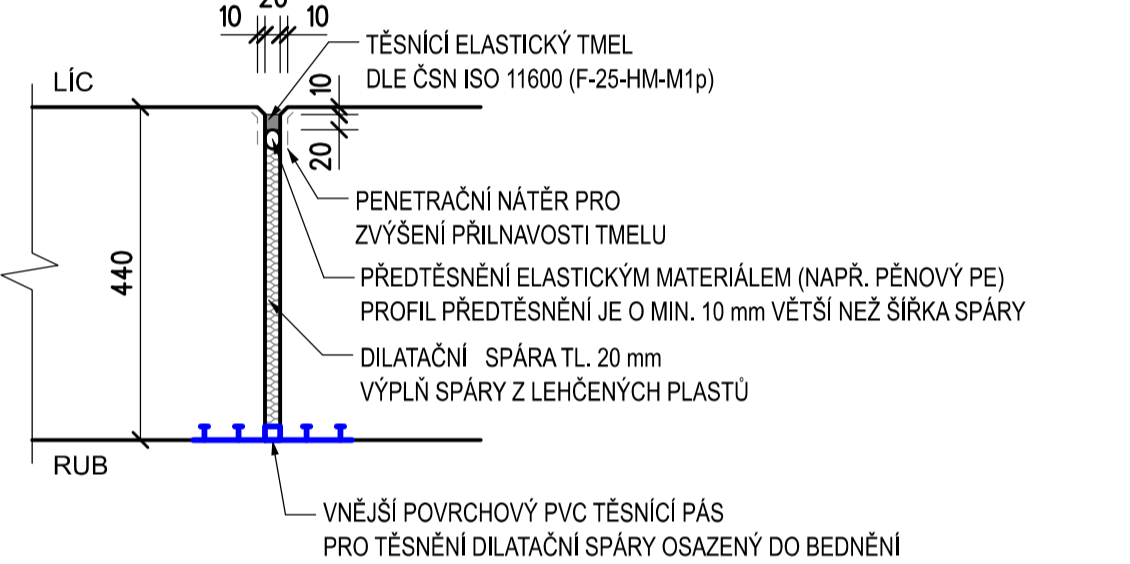 10 20 10
TĚSNÍCÍ ELASTICKÝ TMEL
DLE ČSN ISO 11600 (F-25-HM-M1p)
LÍC
10
20
PENETRAČNÍ NÁTĚR PRO
ZVÝŠENÍ PŘILNAVOSTI TMELU
440
PŘEDTĚSNĚNÍ ELASTICKÝM MATERIÁLEM (NAPŘ. PĚNOVÝ PE)
PROFIL PŘEDTĚSNĚNÍ JE O MIN. 10 mm VĚTŠÍ NEŽ ŠÍŘKA SPÁRY
DILATAČNÍ SPÁRA TL. 20 mm
VÝPLŇ SPÁRY Z LEHČENÝCH PLASTŮ
RUB
VNĚJŠÍ POVRCHOVÝ PVC TĚSNÍCÍ PÁS
PRO TĚSNĚNÍ DILATAČNÍ SPÁRY OSAZENÝ DO BEDNĚNÍ